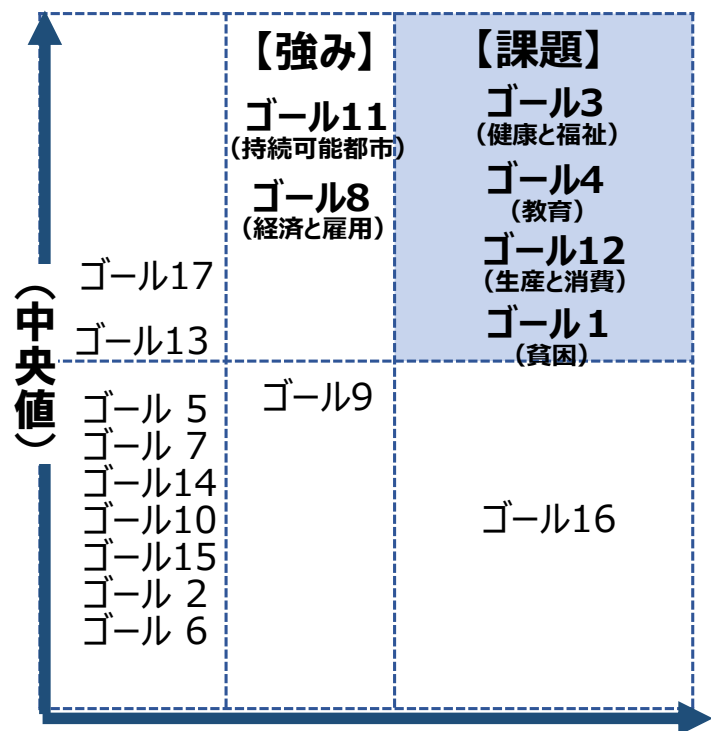 【強み】
ゴール11
（持続可能都市）
ゴール8
（経済と雇用）
【課題】
ゴール3
（健康と福祉）
ゴール4
（教育）
ゴール12
（生産と消費）
ゴール１
（貧困）
（中央値）
ゴール17
ゴール13
ゴール 5
ゴール 7
ゴール14
ゴール10
ゴール15
ゴール 2
ゴール 6
ゴール9
ゴール16